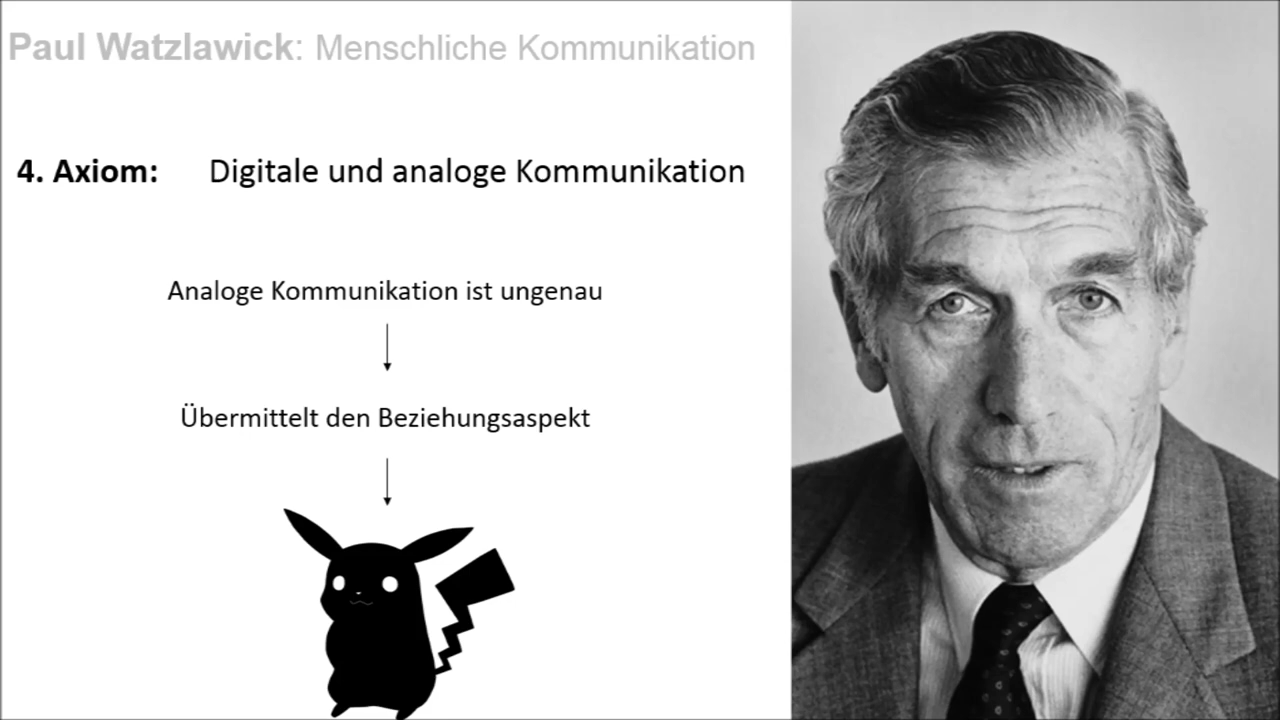 Paul Watzlawick: Menschliche Kommunikation
4. Axiom: Digitale und analoge Kommunikation
Analoge Kommunikation ist ungenau
Übermittelt den Beziehungsaspekt